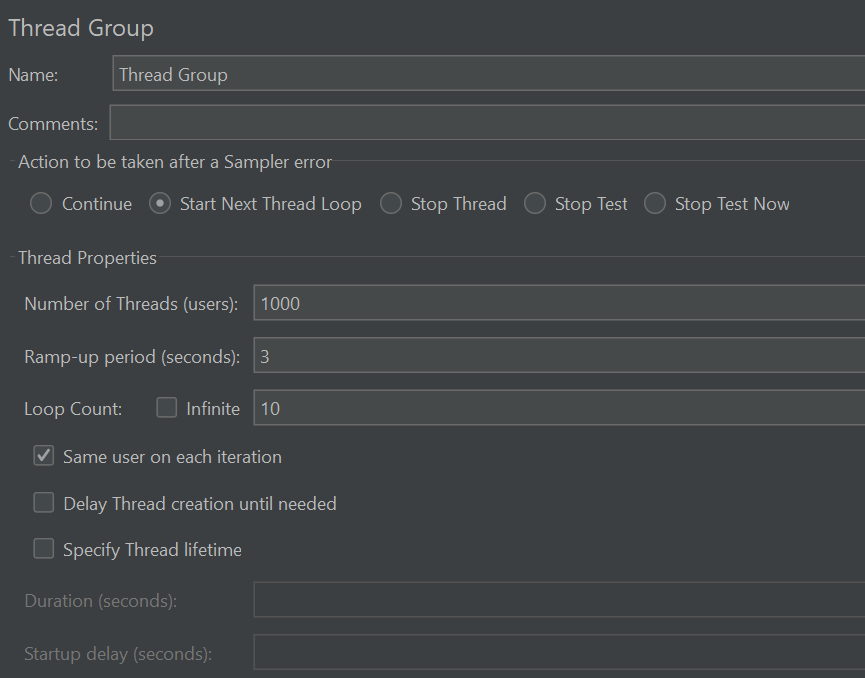 Thread Group
Name: Thread Group
Comments:
Action to be taken after a Sampler error
Continue Start Next Thread Loop Stop Thread Stop Test Stop Test Now
Thread Properties
Number of Threads (users): 1000
Ramp-up period (seconds): 3
Loop Count: Infinite 10
Same user on each iteration
Delay Thread creation until needed
Specify Thread lifetime
Duration (seconds):
Startup delay (seconds):